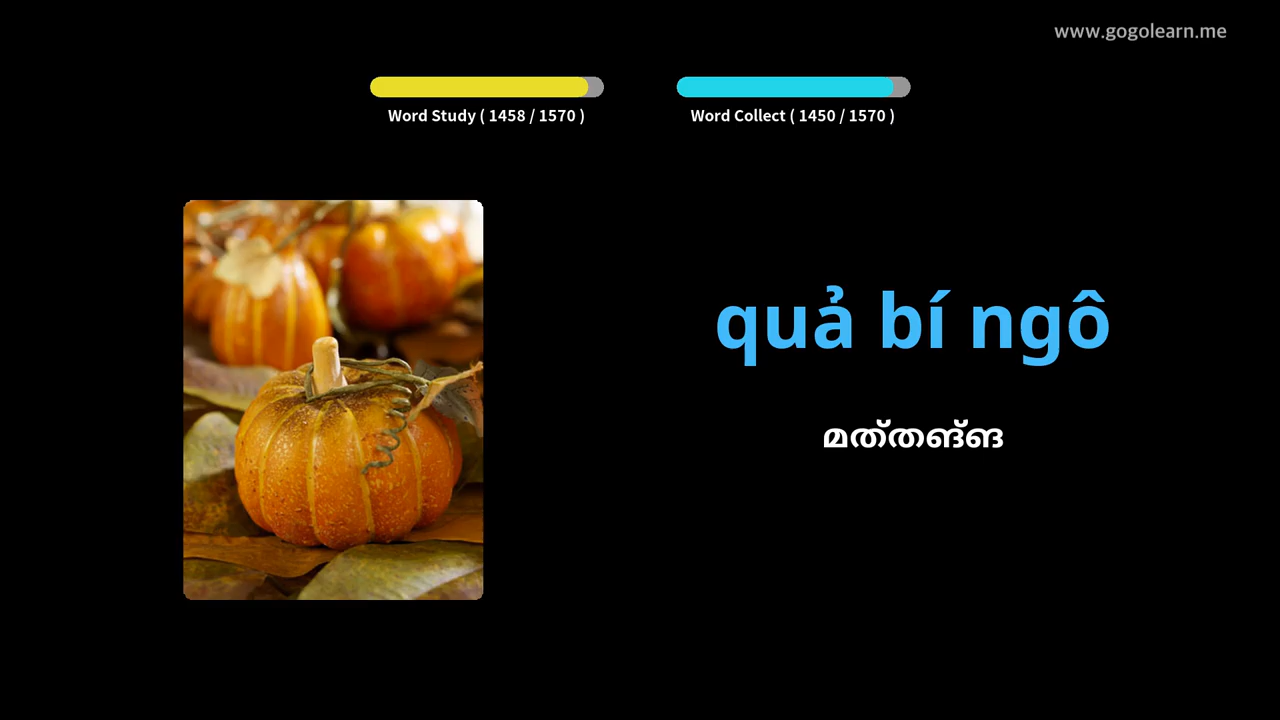 www.gogolearn.me
Word Study ( 1458 / 1570 )
Word Collect ( 1450 / 1570 )
quả bí ngô
മത്തങ്ങ